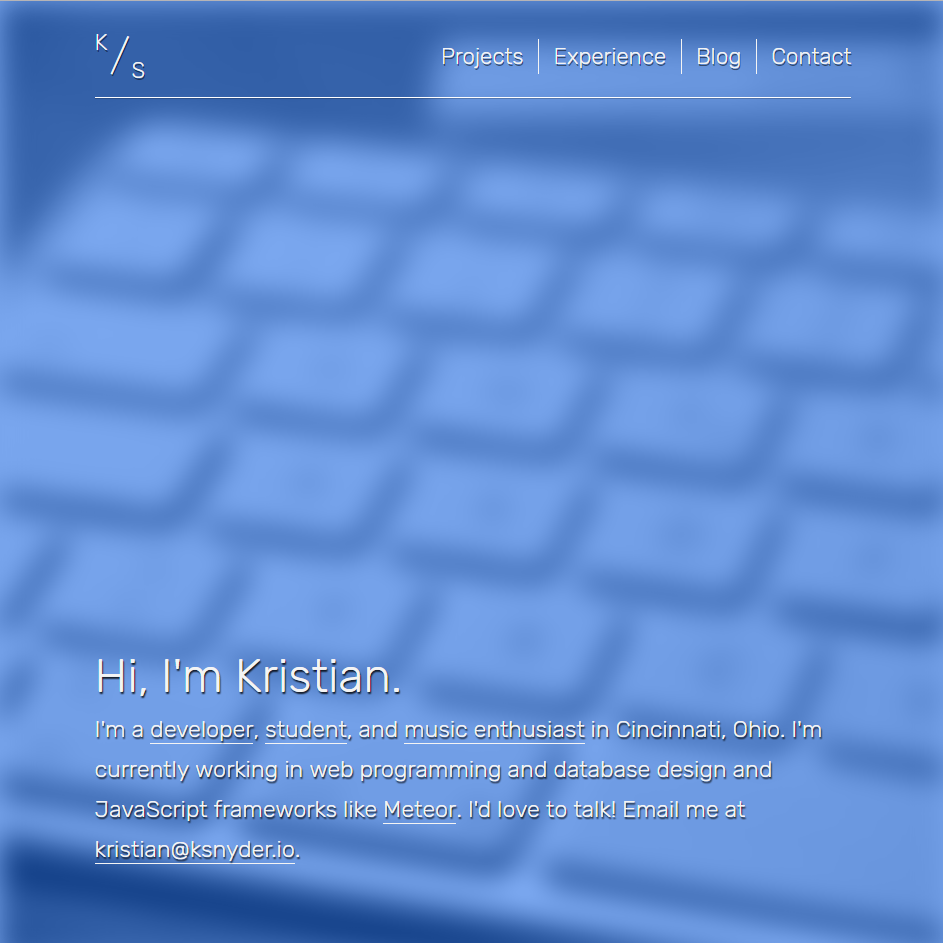 K/S
Projects Experience Blog Contact
Hi, I'm Kristian.
I'm a developer, student, and music enthusiast in Cincinnati, Ohio. I'm
currently working in web programming and database design and
JavaScript frameworks like Meteor. I'd love to talk! Email me at
kristian@ksnyder.io.